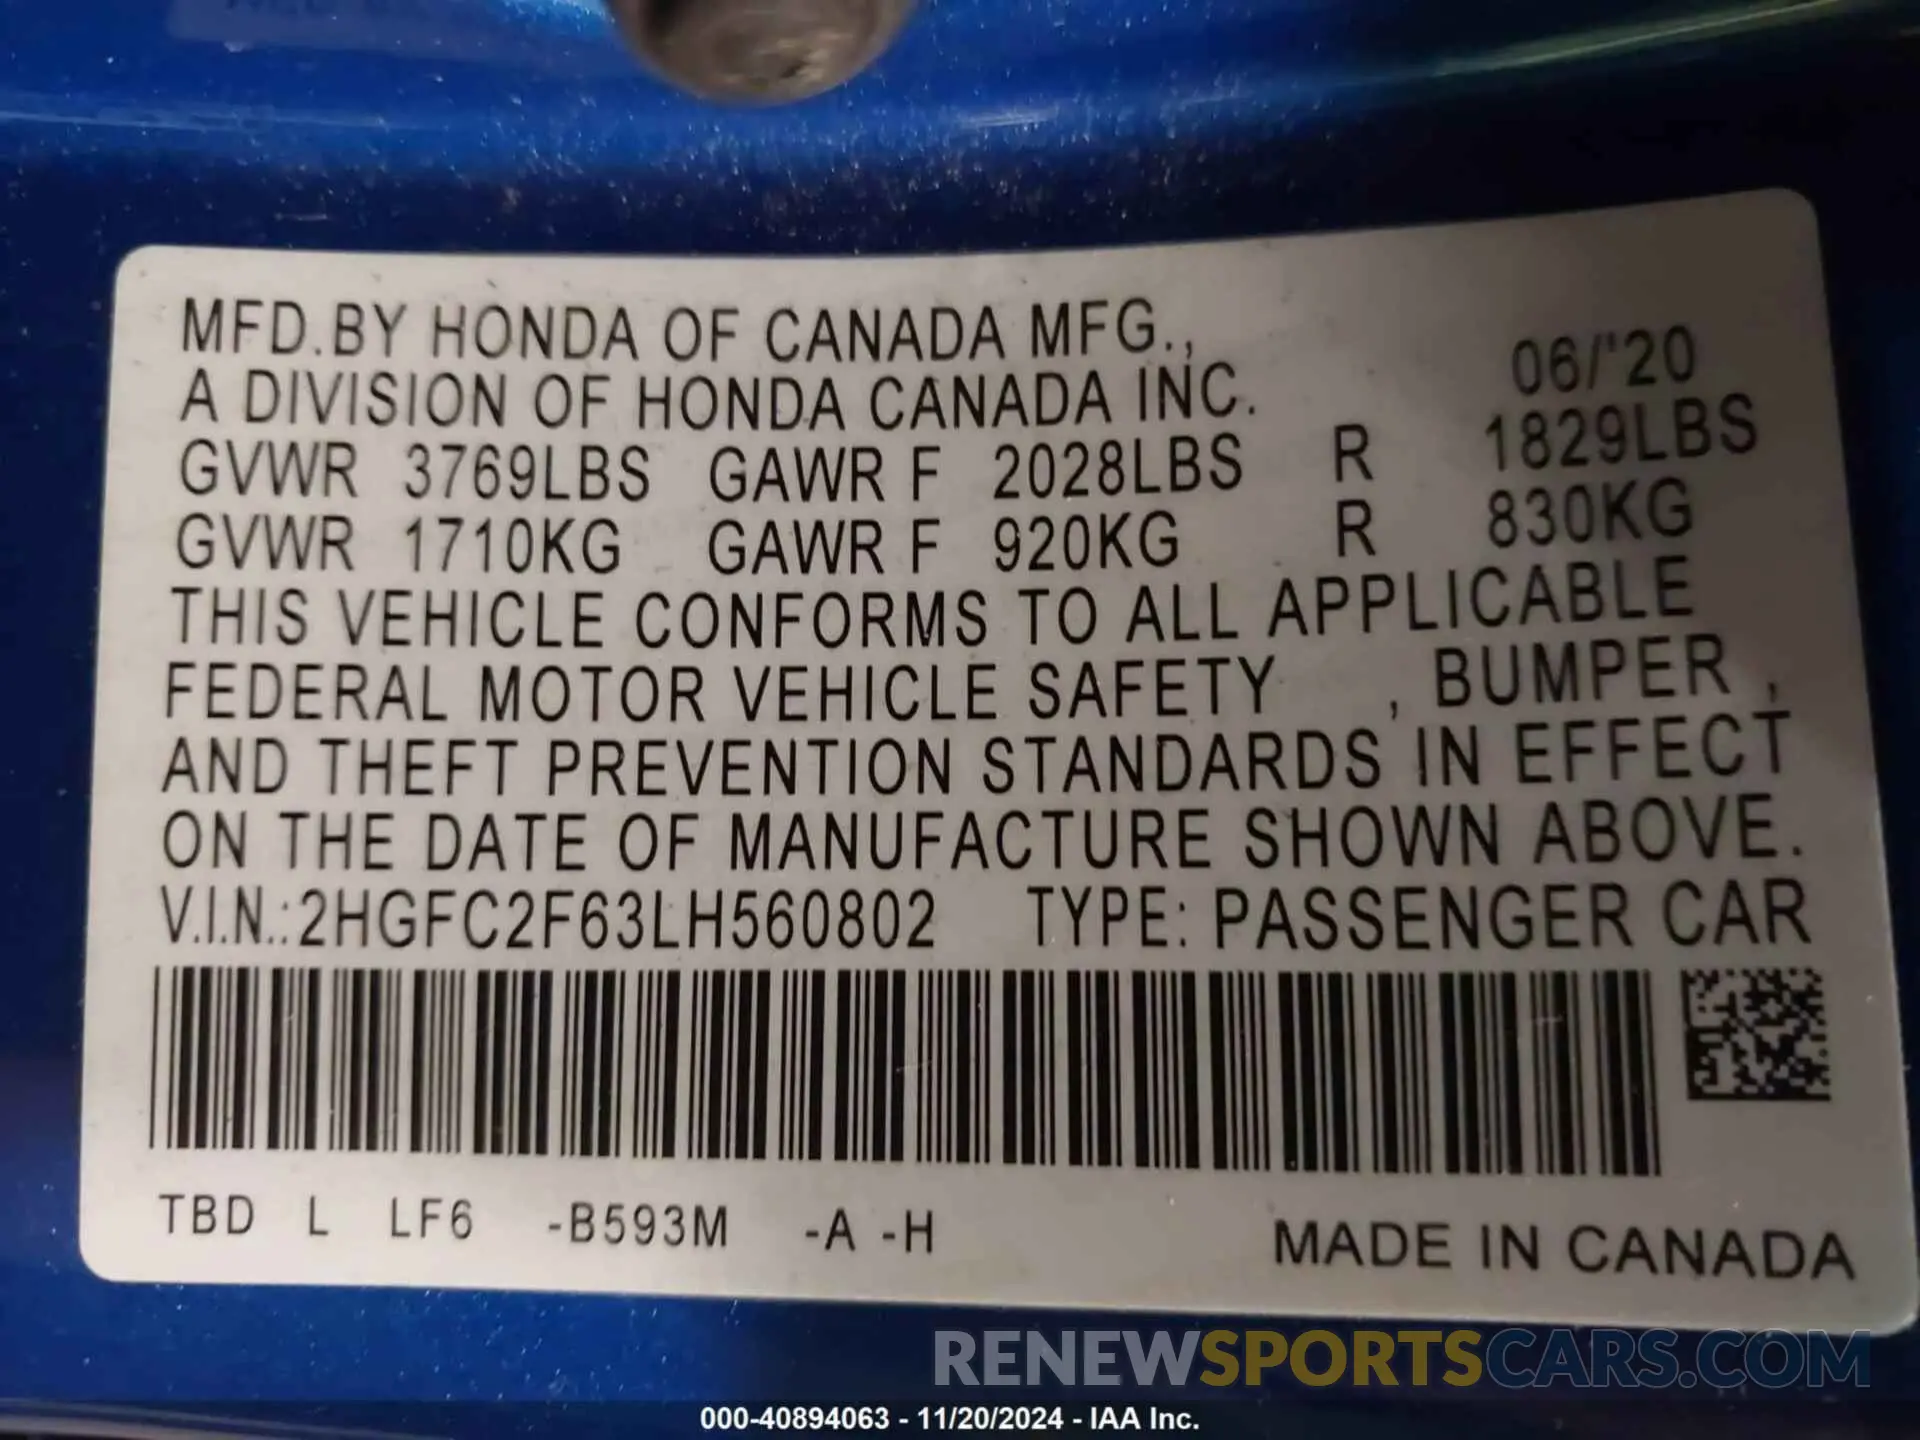 MFD.BY HONDA OF CANADA MFG.,
A DIVISION OF HONDA CANADA INC. 06/'20
GVWR 3769LBS GAWR F 2028LBS R 1829LBS
GVWR 1710KG GAWR F 920KG R 830KG
THIS VEHICLE CONFORMS TO ALL APPLICABLE
FEDERAL MOTOR VEHICLE SAFETY , BUMPER ,
AND THEFT PREVENTION STANDARDS IN EFFECT
ON THE DATE OF MANUFACTURE SHOWN ABOVE.
V.I.N.:2HGFC2F63LH560802 TYPE: PASSENGER CAR
TBD L LF6 -B593M -A -H MADE IN CANADA
RENEWSPORTSCARS.COM
000-40894063 - 11/20/2024 - IAA Inc.